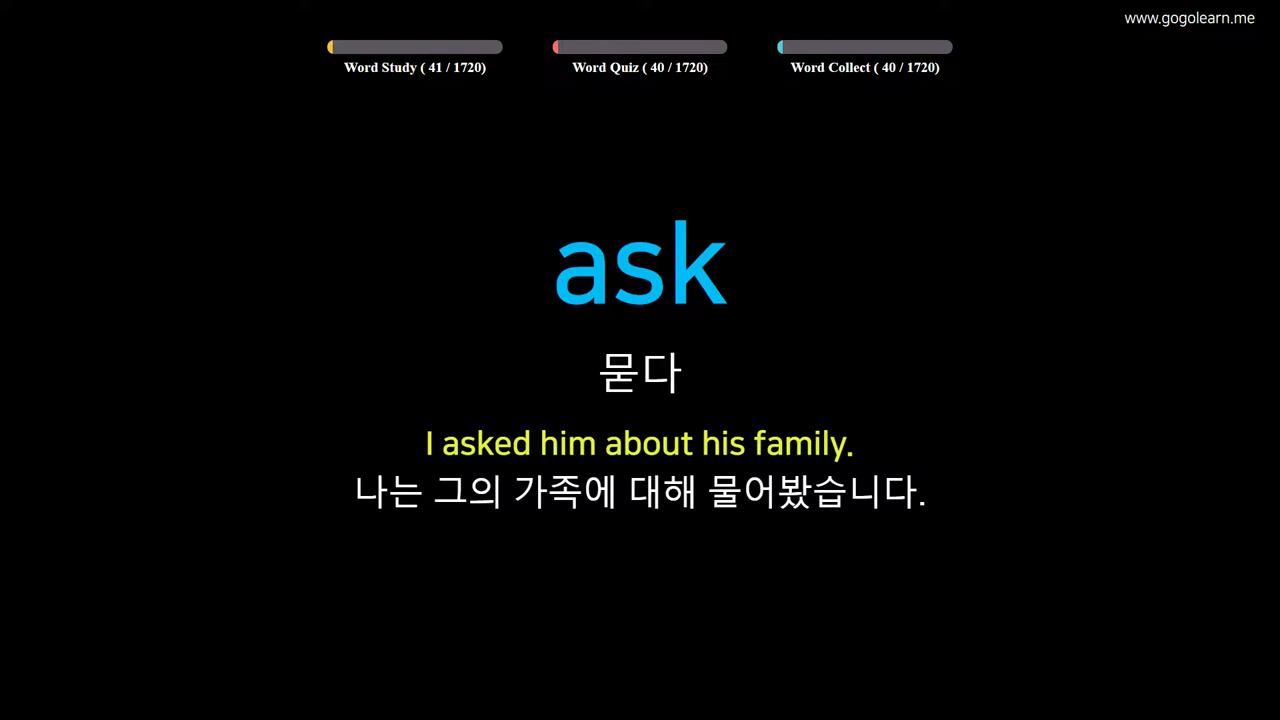 www.gogolearn.me
Word Study ( 41 / 1720)
Word Quiz ( 40 / 1720)
Word Collect ( 40 / 1720)
ask
묻다
I asked him about his family.
나는 그의 가족에 대해 물어봤습니다.